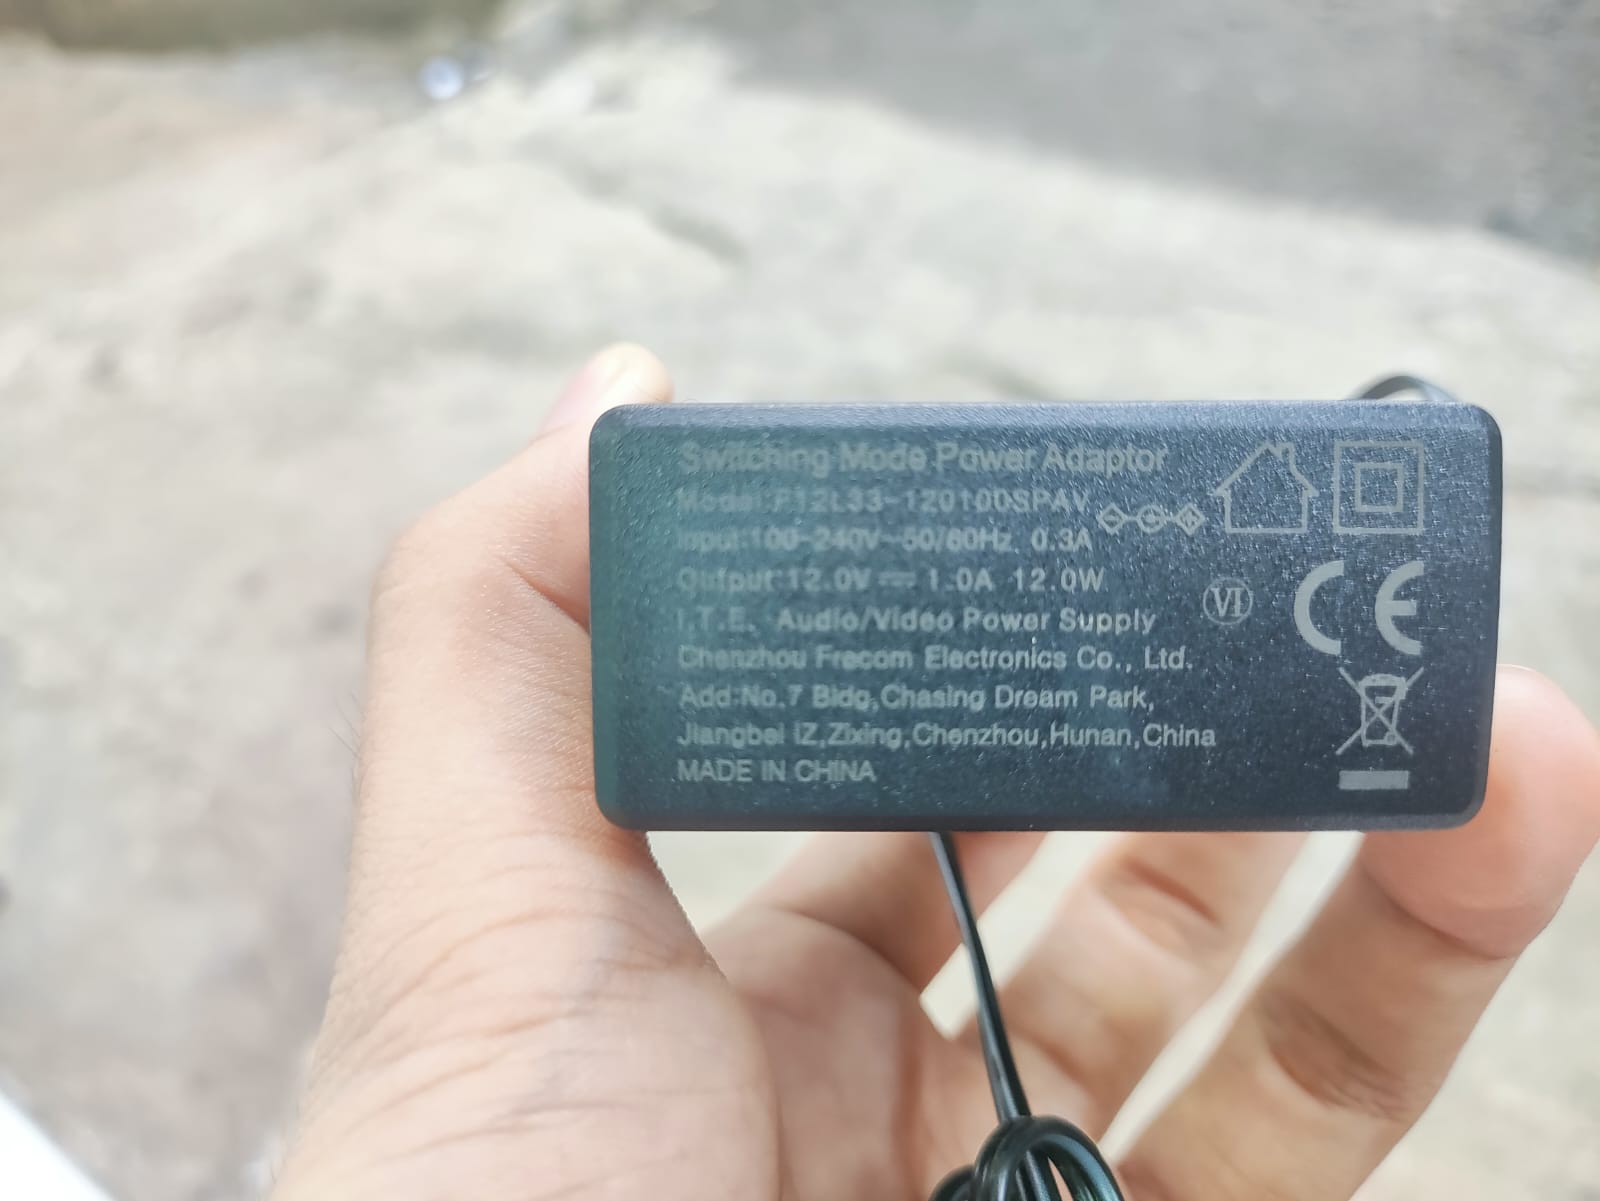 Switching Mode Power Adaptor
Model:F12L33-120100SPAV
Input:100-240V~50/60Hz 0.3A
Output:12.0V⎓1.0A 12.0W
I.T.E. Audio/Video Power Supply
VI
CE
Chenzhou Frecom Electronics Co., Ltd.
Add:No.7 Bldg,Chasing Dream Park,
Jiangbei IZ,Zixing,Chenzhou,Hunan,China
MADE IN CHINA